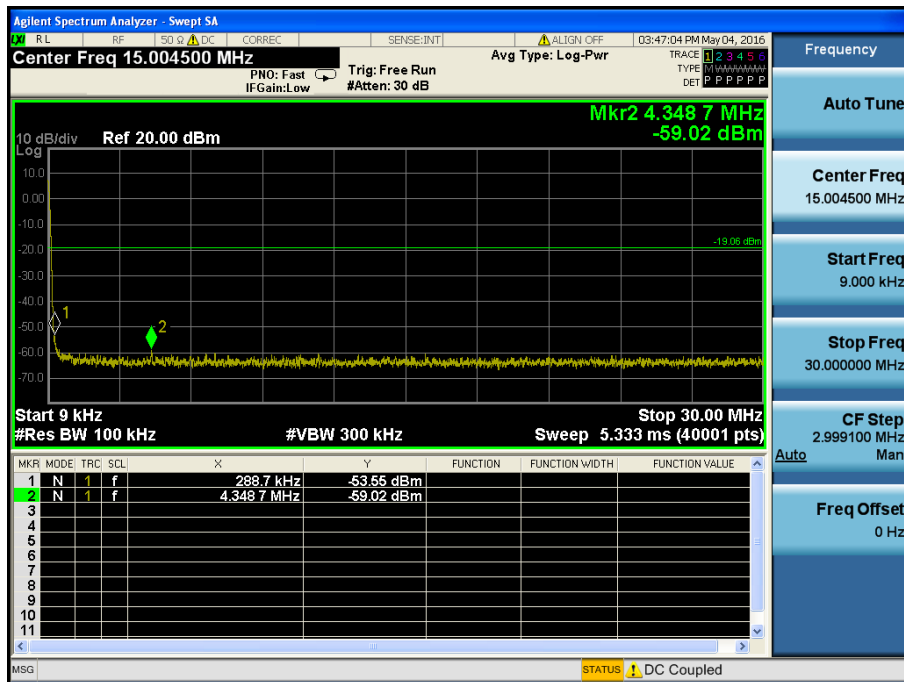 Agilent Spectrum Analyzer - Swept SA
LXI RL RF 50 Ω DC CORREC SENSE:INT ALIGN OFF 03:47:04 PM May 04, 2016
Center Freq 15.004500 MHz
PNO: Fast
IFGain:Low
Trig: Free Run
#Atten: 30 dB
Avg Type: Log-Pwr
TRACE 1 2 3 4 5 6
TYPE M
DET P P P P P P
Mkr2 4.348 7 MHz
-59.02 dBm
10 dB/div Ref 20.00 dBm
Log
10.0
0.00
-10.0
-20.0
-30.0
-40.0
-50.0
-60.0
-70.0
-19.06 dBm
1
2
Start 9 kHz Stop 30.00 MHz
#Res BW 100 kHz #VBW 300 kHz Sweep 5.333 ms (40001 pts)
MKR MODE TRC SCL X Y FUNCTION FUNCTION WIDTH FUNCTION VALUE
1 N 1 f 288.7 kHz -53.55 dBm
2 N 1 f 4.348 7 MHz -59.02 dBm
3
4
5
6
7
8
9
10
11
MSG STATUS DC Coupled
Frequency
Auto Tune
Center Freq
15.004500 MHz
Start Freq
9.000 kHz
Stop Freq
30.000000 MHz
CF Step
2.999100 MHz
Auto Man
Freq Offset
0 Hz